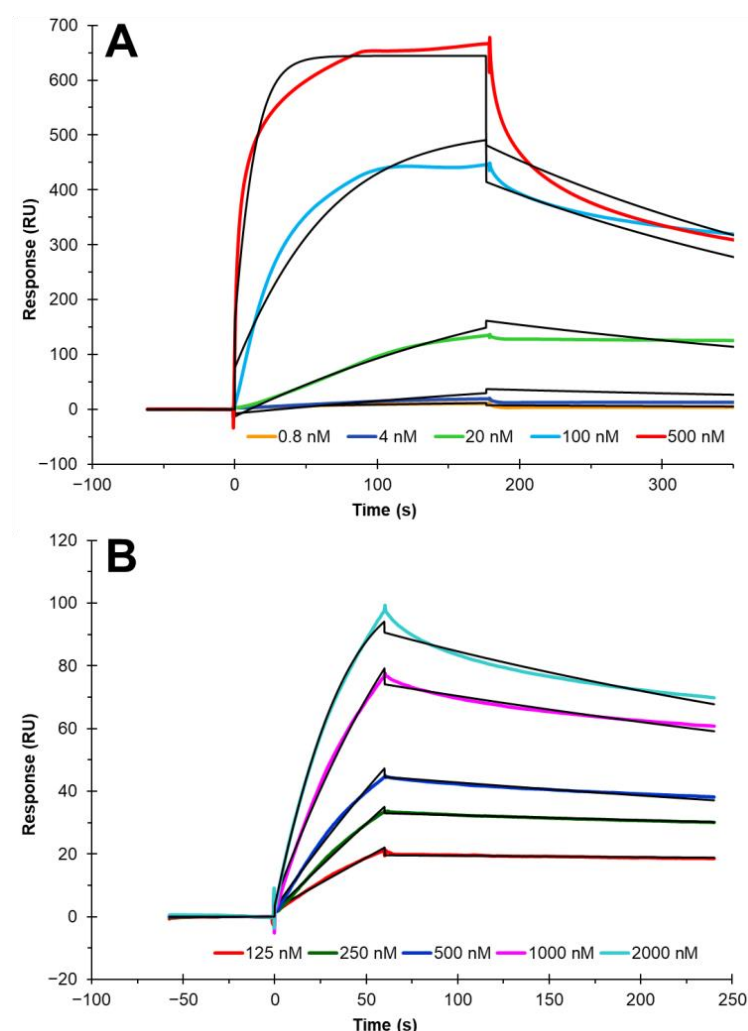 A
700
600
500
400
300
200
100
0
−100
Response (RU)
0.8 nM 4 nM 20 nM 100 nM 500 nM
−100 0 100 200 300
Time (s)
B
120
100
80
60
40
20
0
−20
Response (RU)
125 nM 250 nM 500 nM 1000 nM 2000 nM
−100 −50 0 50 100 150 200 250
Time (s)